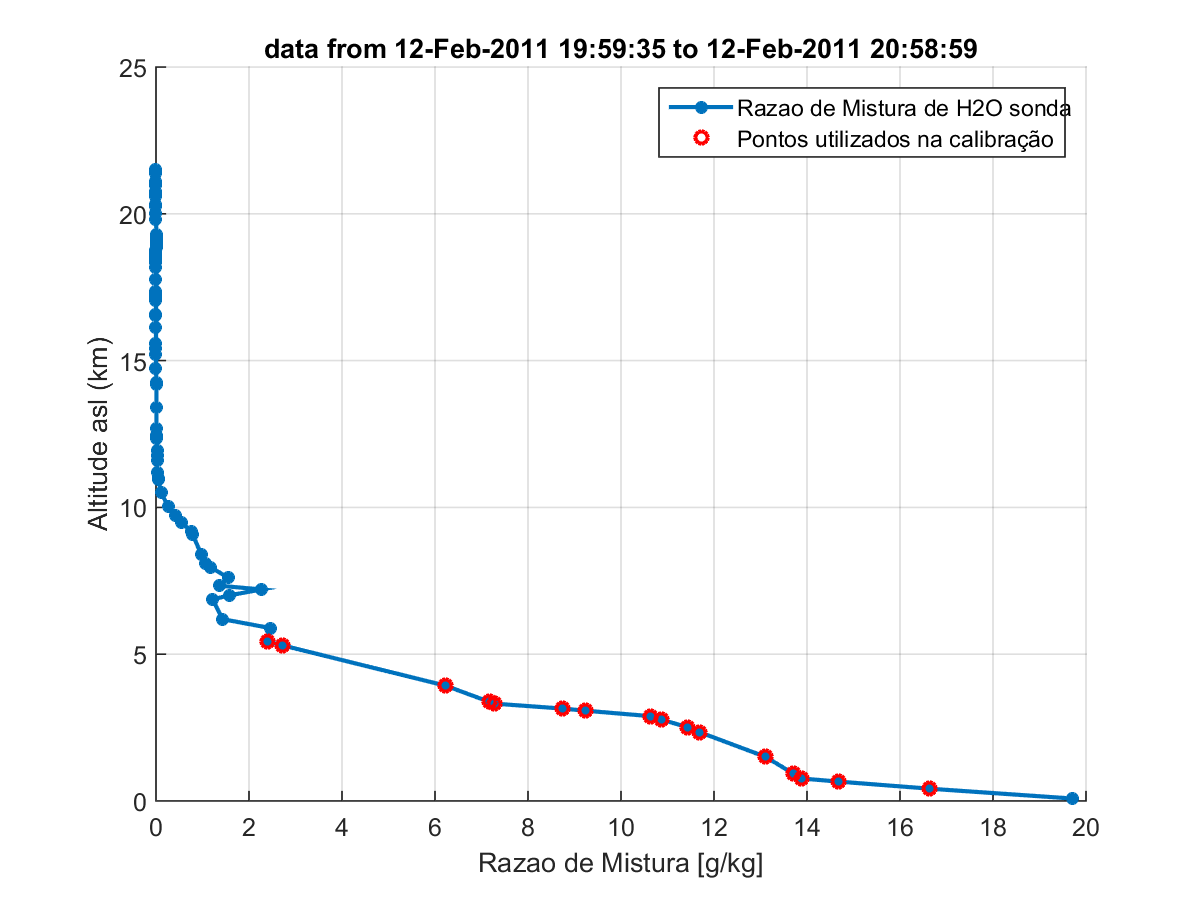 data from 12-Feb-2011 19:59:35 to 12-Feb-2011 20:58:59
Razao de Mistura de H2O sonda
Pontos utilizados na calibração
25
20
15
10
5
0
Altitude asl (km)
0 2 4 6 8 10 12 14 16 18 20
Razao de Mistura [g/kg]